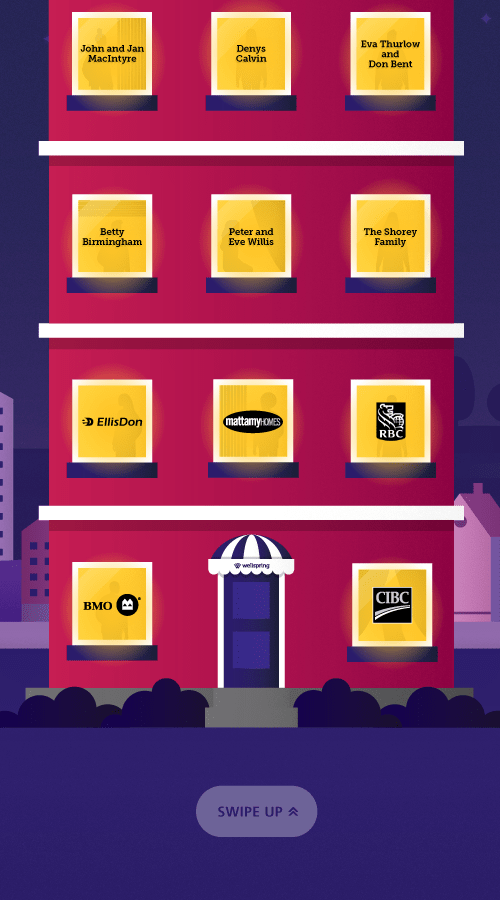 John and Jan
MacIntyre
Denys
Calvin
Eva Thurlow
and
Don Bent
Betty
Birmingham
Peter and
Eve Willis
The Shorey
Family
EllisDon
mattamyHOMES
RBC
BMO
wellspring
CIBC
SWIPE UP